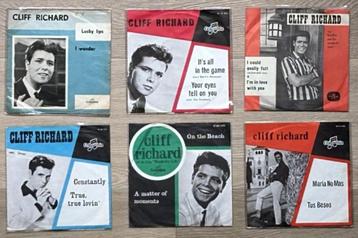 CLIFF RICHARD
Lucky lips
I wonder
CLIFF RICHARD
It's all
in the game
Your eyes
tell on you
CLIFF RICHARD
I could
easily fall
I'm in love
with you
CLIFF RICHARD
Constantly
True,
true lovin'
cliff
richard
On the Beach
A matter of
moments
cliff richard
Maria No Mas
Tus Besos